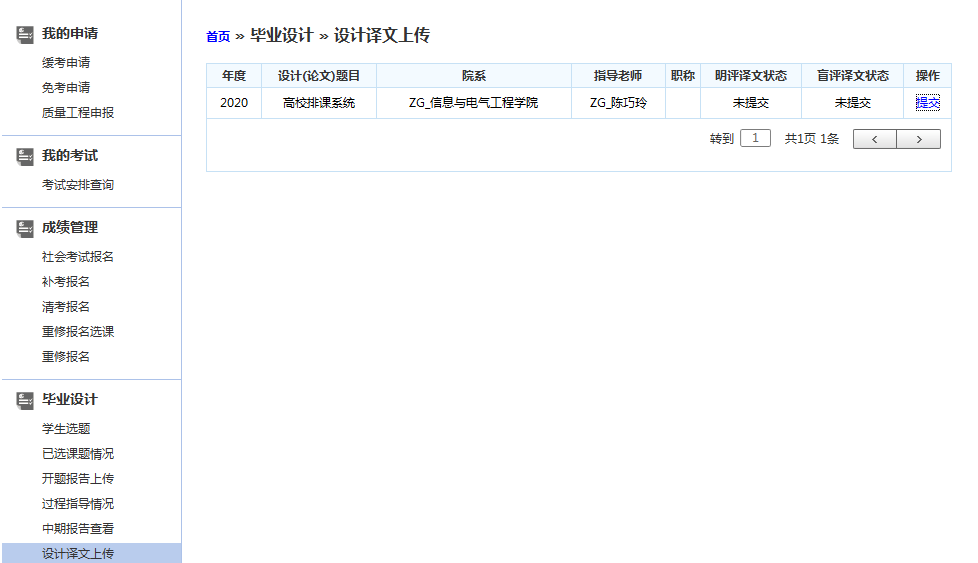 我的申请
缓考申请
免考申请
质量工程申报
我的考试
考试安排查询
成绩管理
社会考试报名
补考报名
清考报名
重修报名选课
重修报名
毕业设计
学生选题
已选课题情况
开题报告上传
过程指导情况
中期报告查看
设计译文上传
首页 » 毕业设计 » 设计译文上传
年度 设计(论文)题目 院系 指导老师 职称 明评译文状态 盲评译文状态 操作
2020 高校排课系统 ZG_信息与电气工程学院 ZG_陈巧玲 未提交 未提交 提交
转到 1 共1页 1条 < >